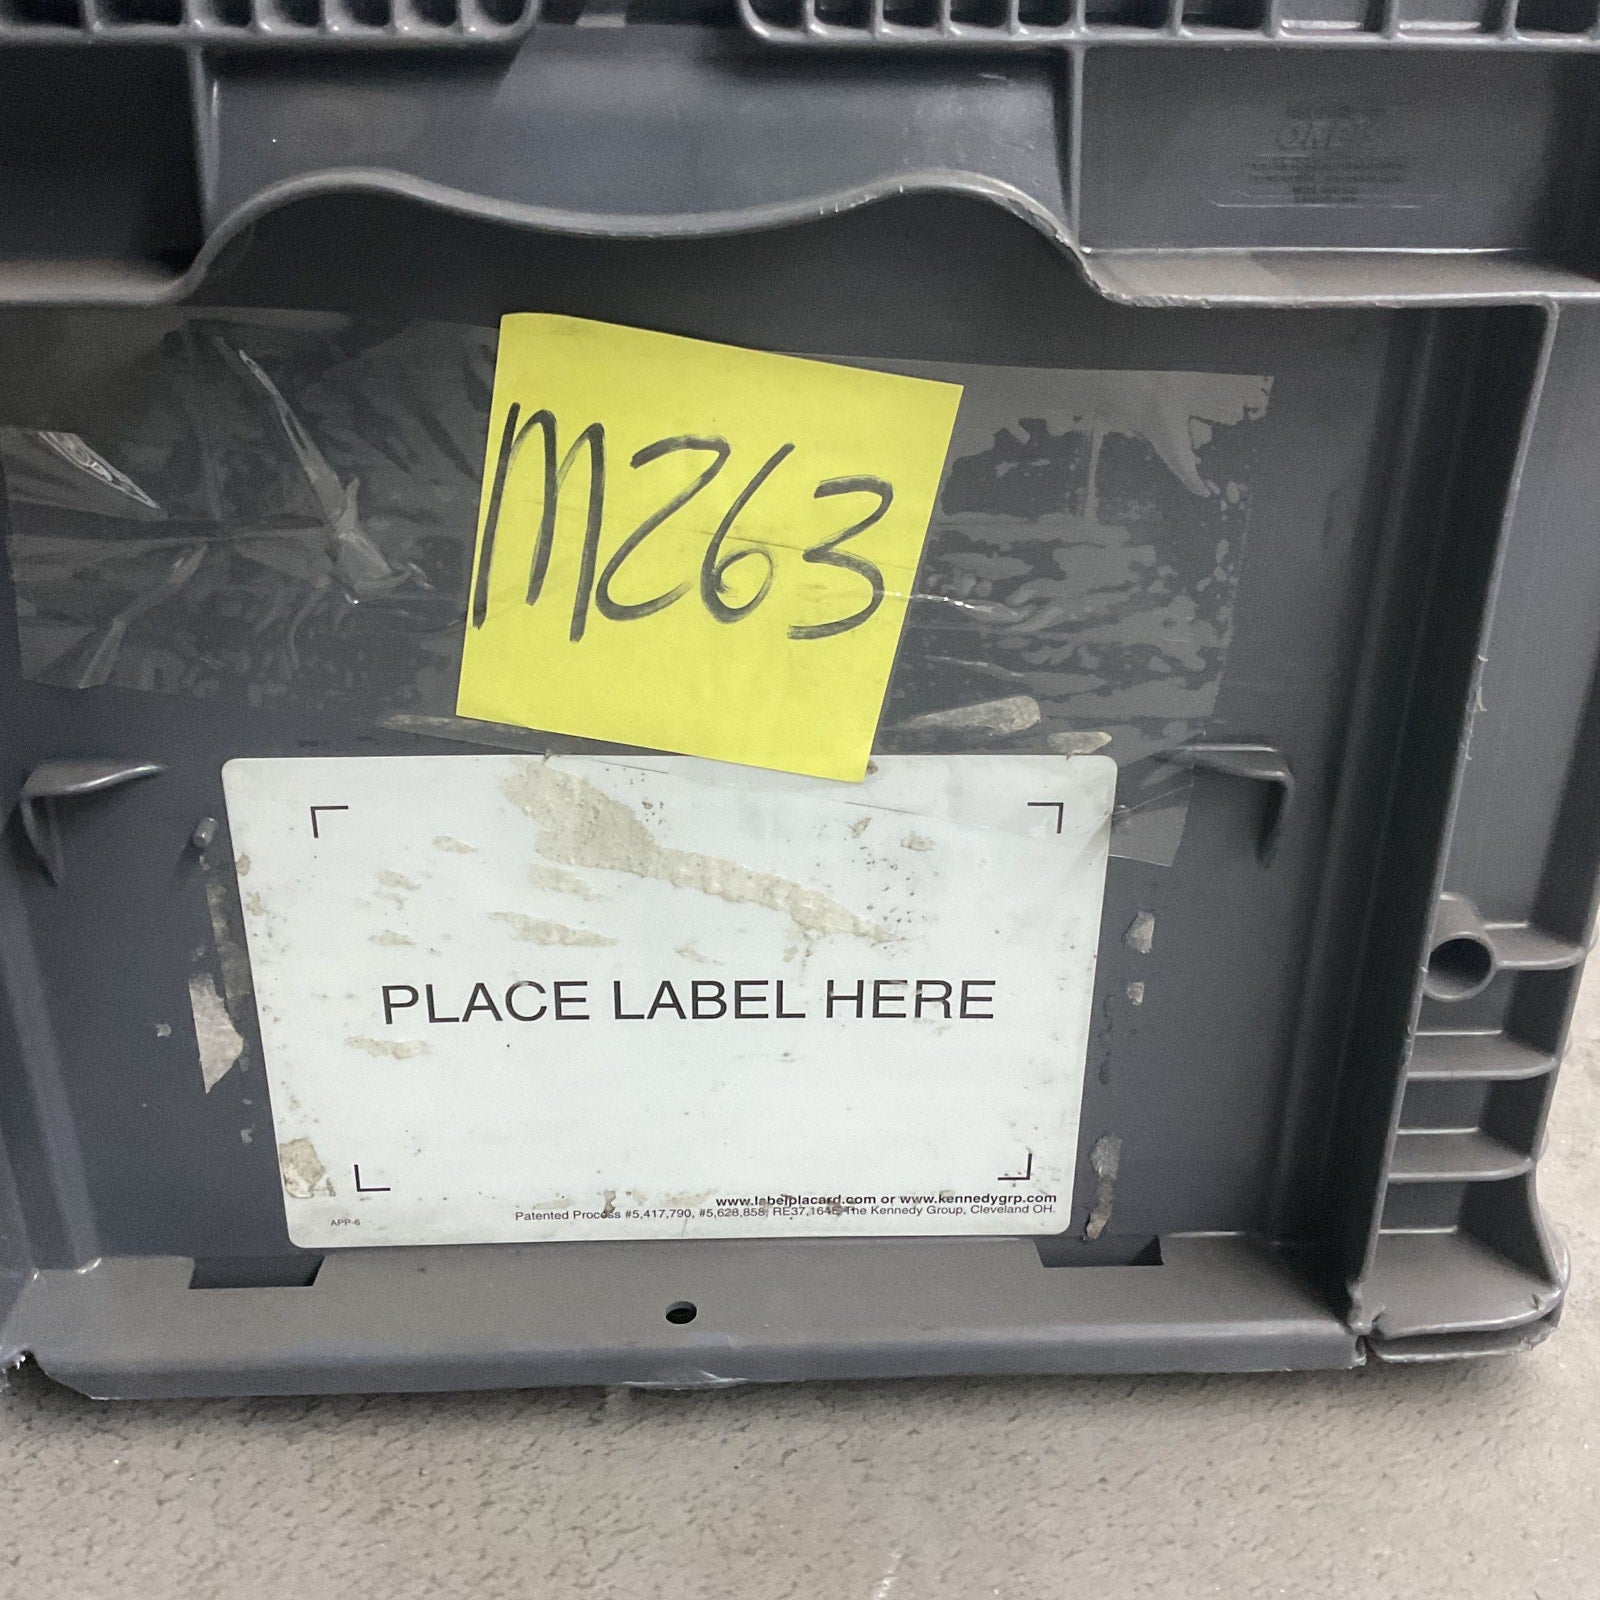 M263
PLACE LABEL HERE
www.labelplacard.com or www.kennedygrp.com
APP-6
Patented Process #5,417,790, #5,628,858, RE37,164E The Kennedy Group, Cleveland OH.